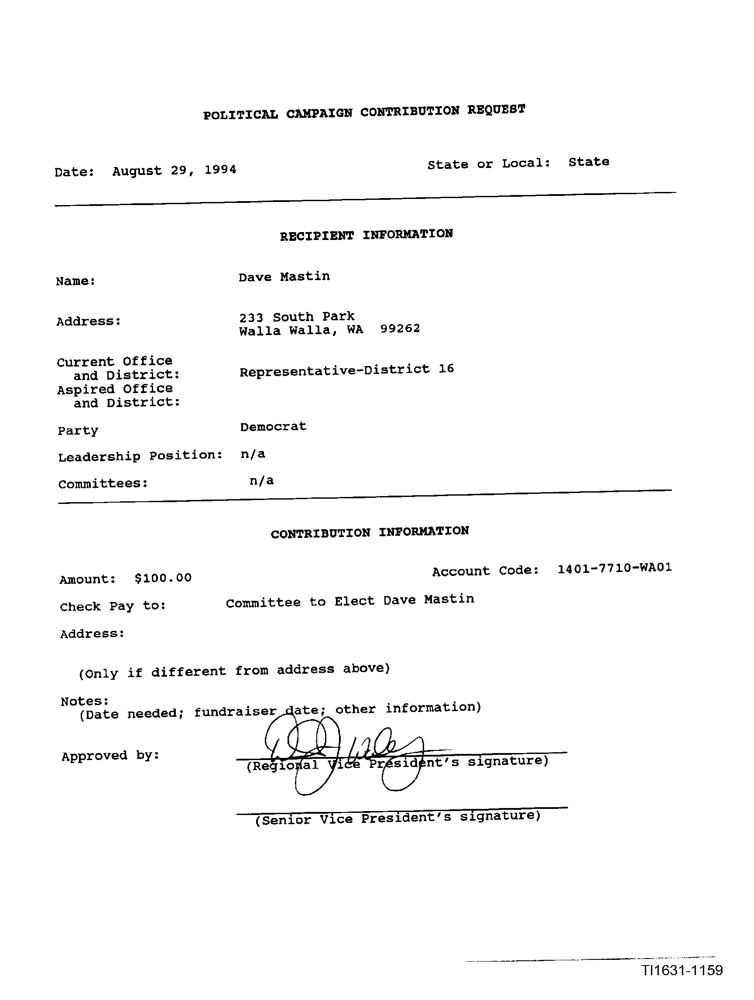 POLITICAL CAMPAIGN CONTRIBUTION REQUEST
Date: August 29, 1994 State or Local: State
RECIPIENT INFORMATION
Name: Dave Mastin
Address: 233 South Park
Walla Walla, WA 99262
Current Office
and District: Representative-District 16
Aspired Office
and District:
Party Democrat
Leadership Position: n/a
Committees: n/a
CONTRIBUTION INFORMATION
Amount: $100.00 Account Code: 1401-7710-WA01
Check Pay to: Committee to Elect Dave Mastin
Address:
(Only if different from address above)
Notes:
(Date needed; fundraiser date; other information)
Approved by:
(Regional Vice President's signature)
(Senior Vice President's signature)
TI1631-1159